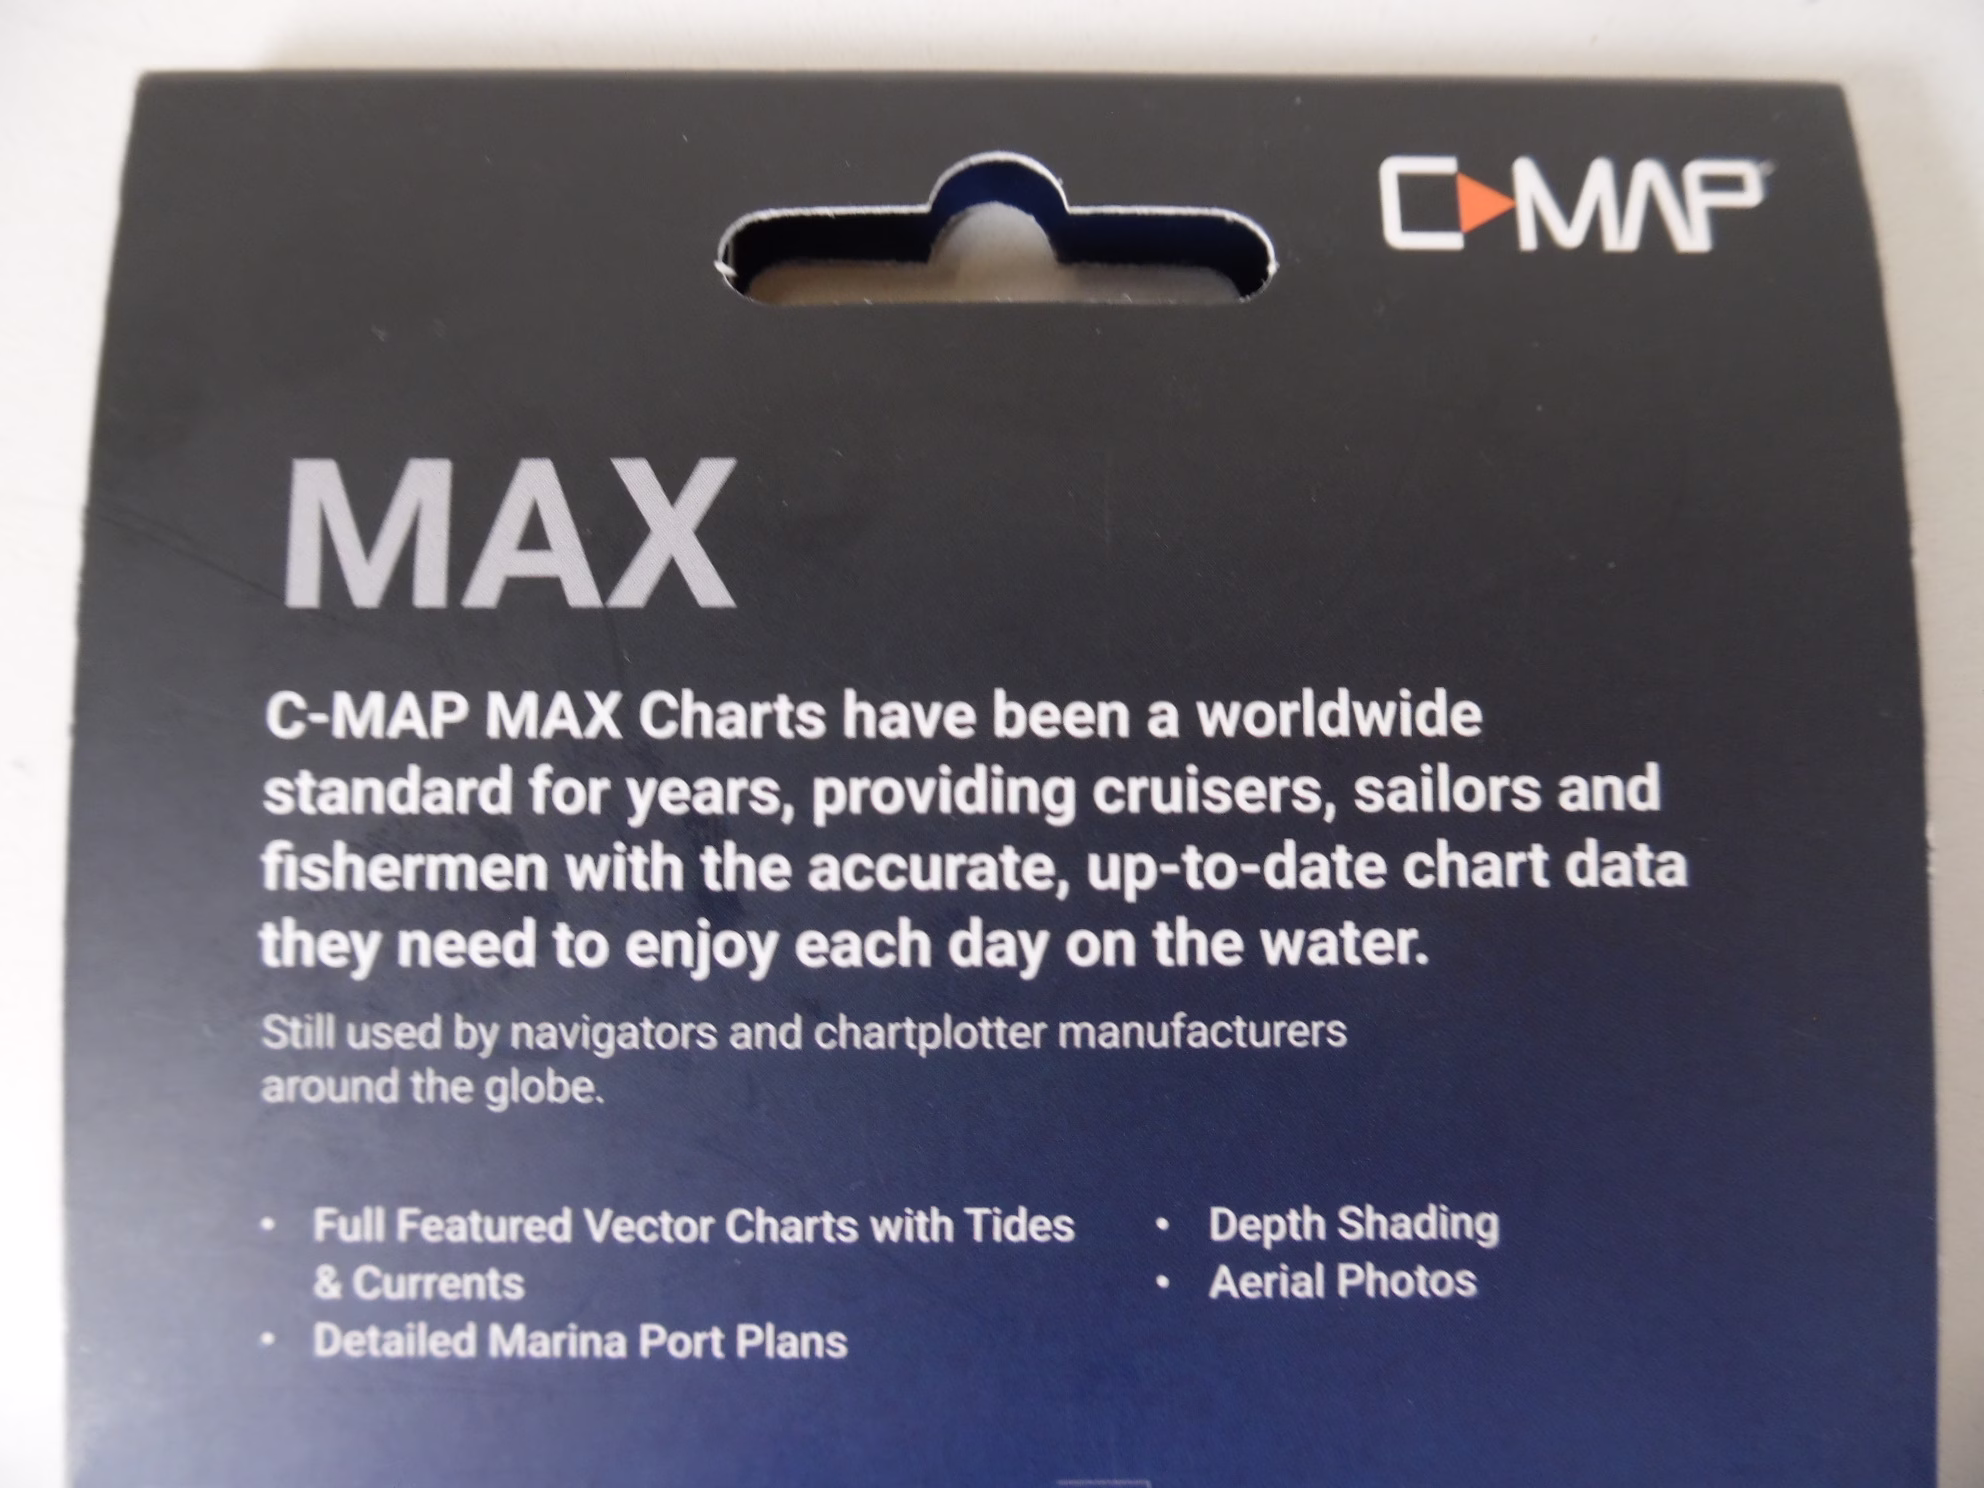 C-MAP
MAX
C-MAP MAX Charts have been a worldwide
standard for years, providing cruisers, sailors and
fishermen with the accurate, up-to-date chart data
they need to enjoy each day on the water.
Still used by navigators and chartplotter manufacturers
around the globe.
• Full Featured Vector Charts with Tides
& Currents
• Detailed Marina Port Plans
• Depth Shading
• Aerial Photos